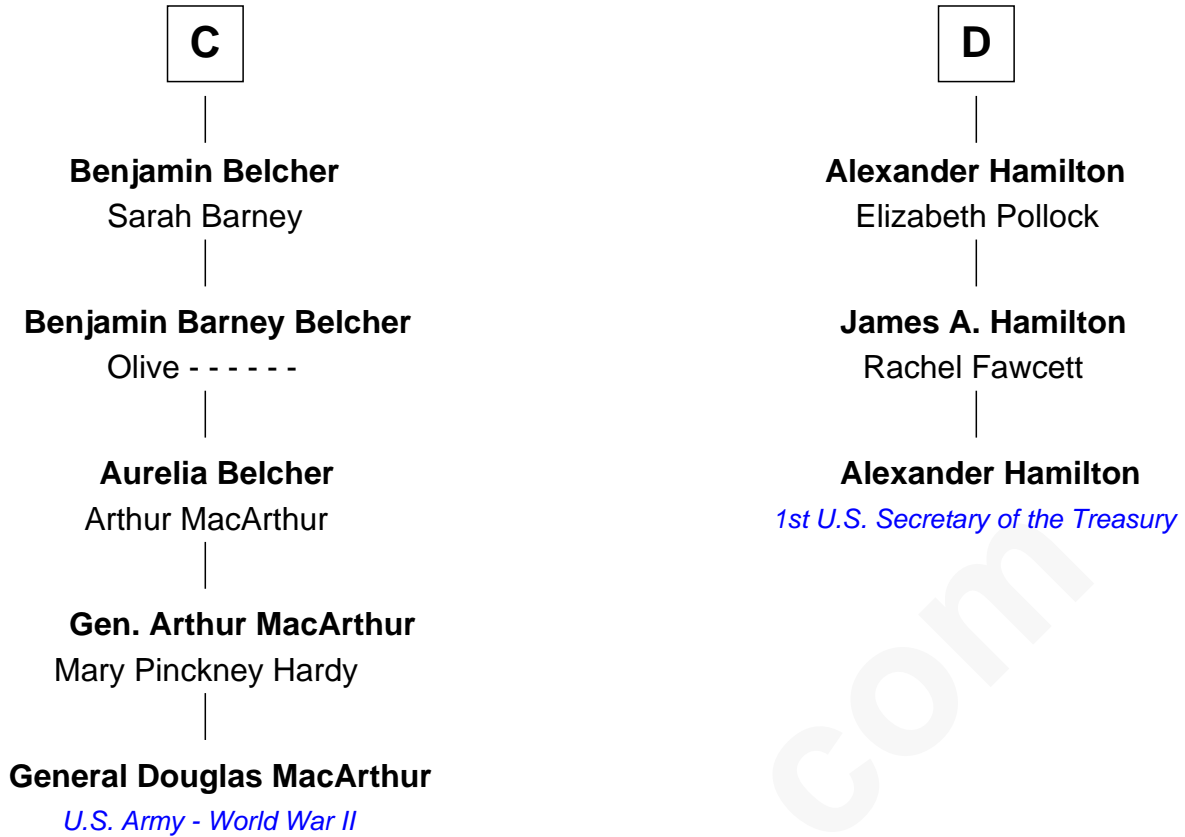 C
Benjamin Belcher
Sarah Barney
Benjamin Barney Belcher
Olive - - - - - -
Aurelia Belcher
Arthur MacArthur
Gen. Arthur MacArthur
Mary Pinckney Hardy
General Douglas MacArthur
U.S. Army - World War II
D
Alexander Hamilton
Elizabeth Pollock
James A. Hamilton
Rachel Fawcett
Alexander Hamilton
1st U.S. Secretary of the Treasury
com